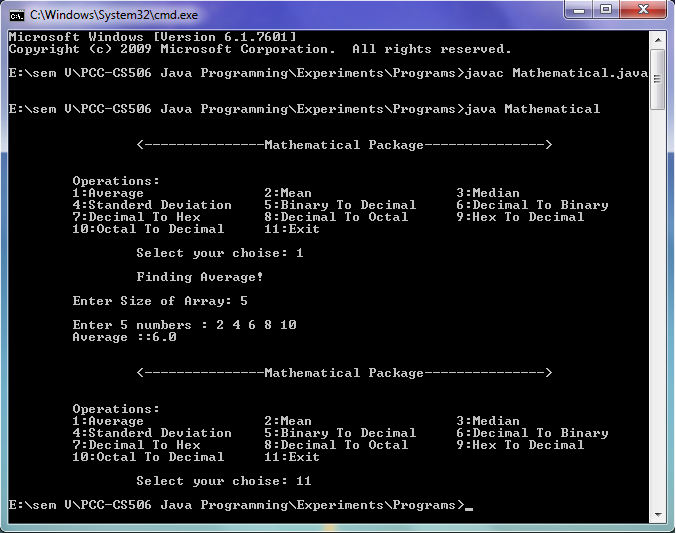 C:\Windows\System32\cmd.exe
Microsoft Windows [Version 6.1.7601]
Copyright (c) 2009 Microsoft Corporation.  All rights reserved.
E:\sem V\PCC-CS506 Java Programming\Experiments\Programs>javac Mathematical.java
E:\sem V\PCC-CS506 Java Programming\Experiments\Programs>java Mathematical
<---------------Mathematical Package--------------->
Operations:
1:Average 2:Mean 3:Median
4:Standerd Deviation 5:Binary To Decimal 6:Decimal To Binary
7:Decimal To Hex 8:Decimal To Octal 9:Hex To Decimal
10:Octal To Decimal 11:Exit
Select your choise: 1
Finding Average!
Enter Size of Array: 5
Enter 5 numbers : 2 4 6 8 10
Average ::6.0
<---------------Mathematical Package--------------->
Operations:
1:Average 2:Mean 3:Median
4:Standerd Deviation 5:Binary To Decimal 6:Decimal To Binary
7:Decimal To Hex 8:Decimal To Octal 9:Hex To Decimal
10:Octal To Decimal 11:Exit
Select your choise: 11
E:\sem V\PCC-CS506 Java Programming\Experiments\Programs>_